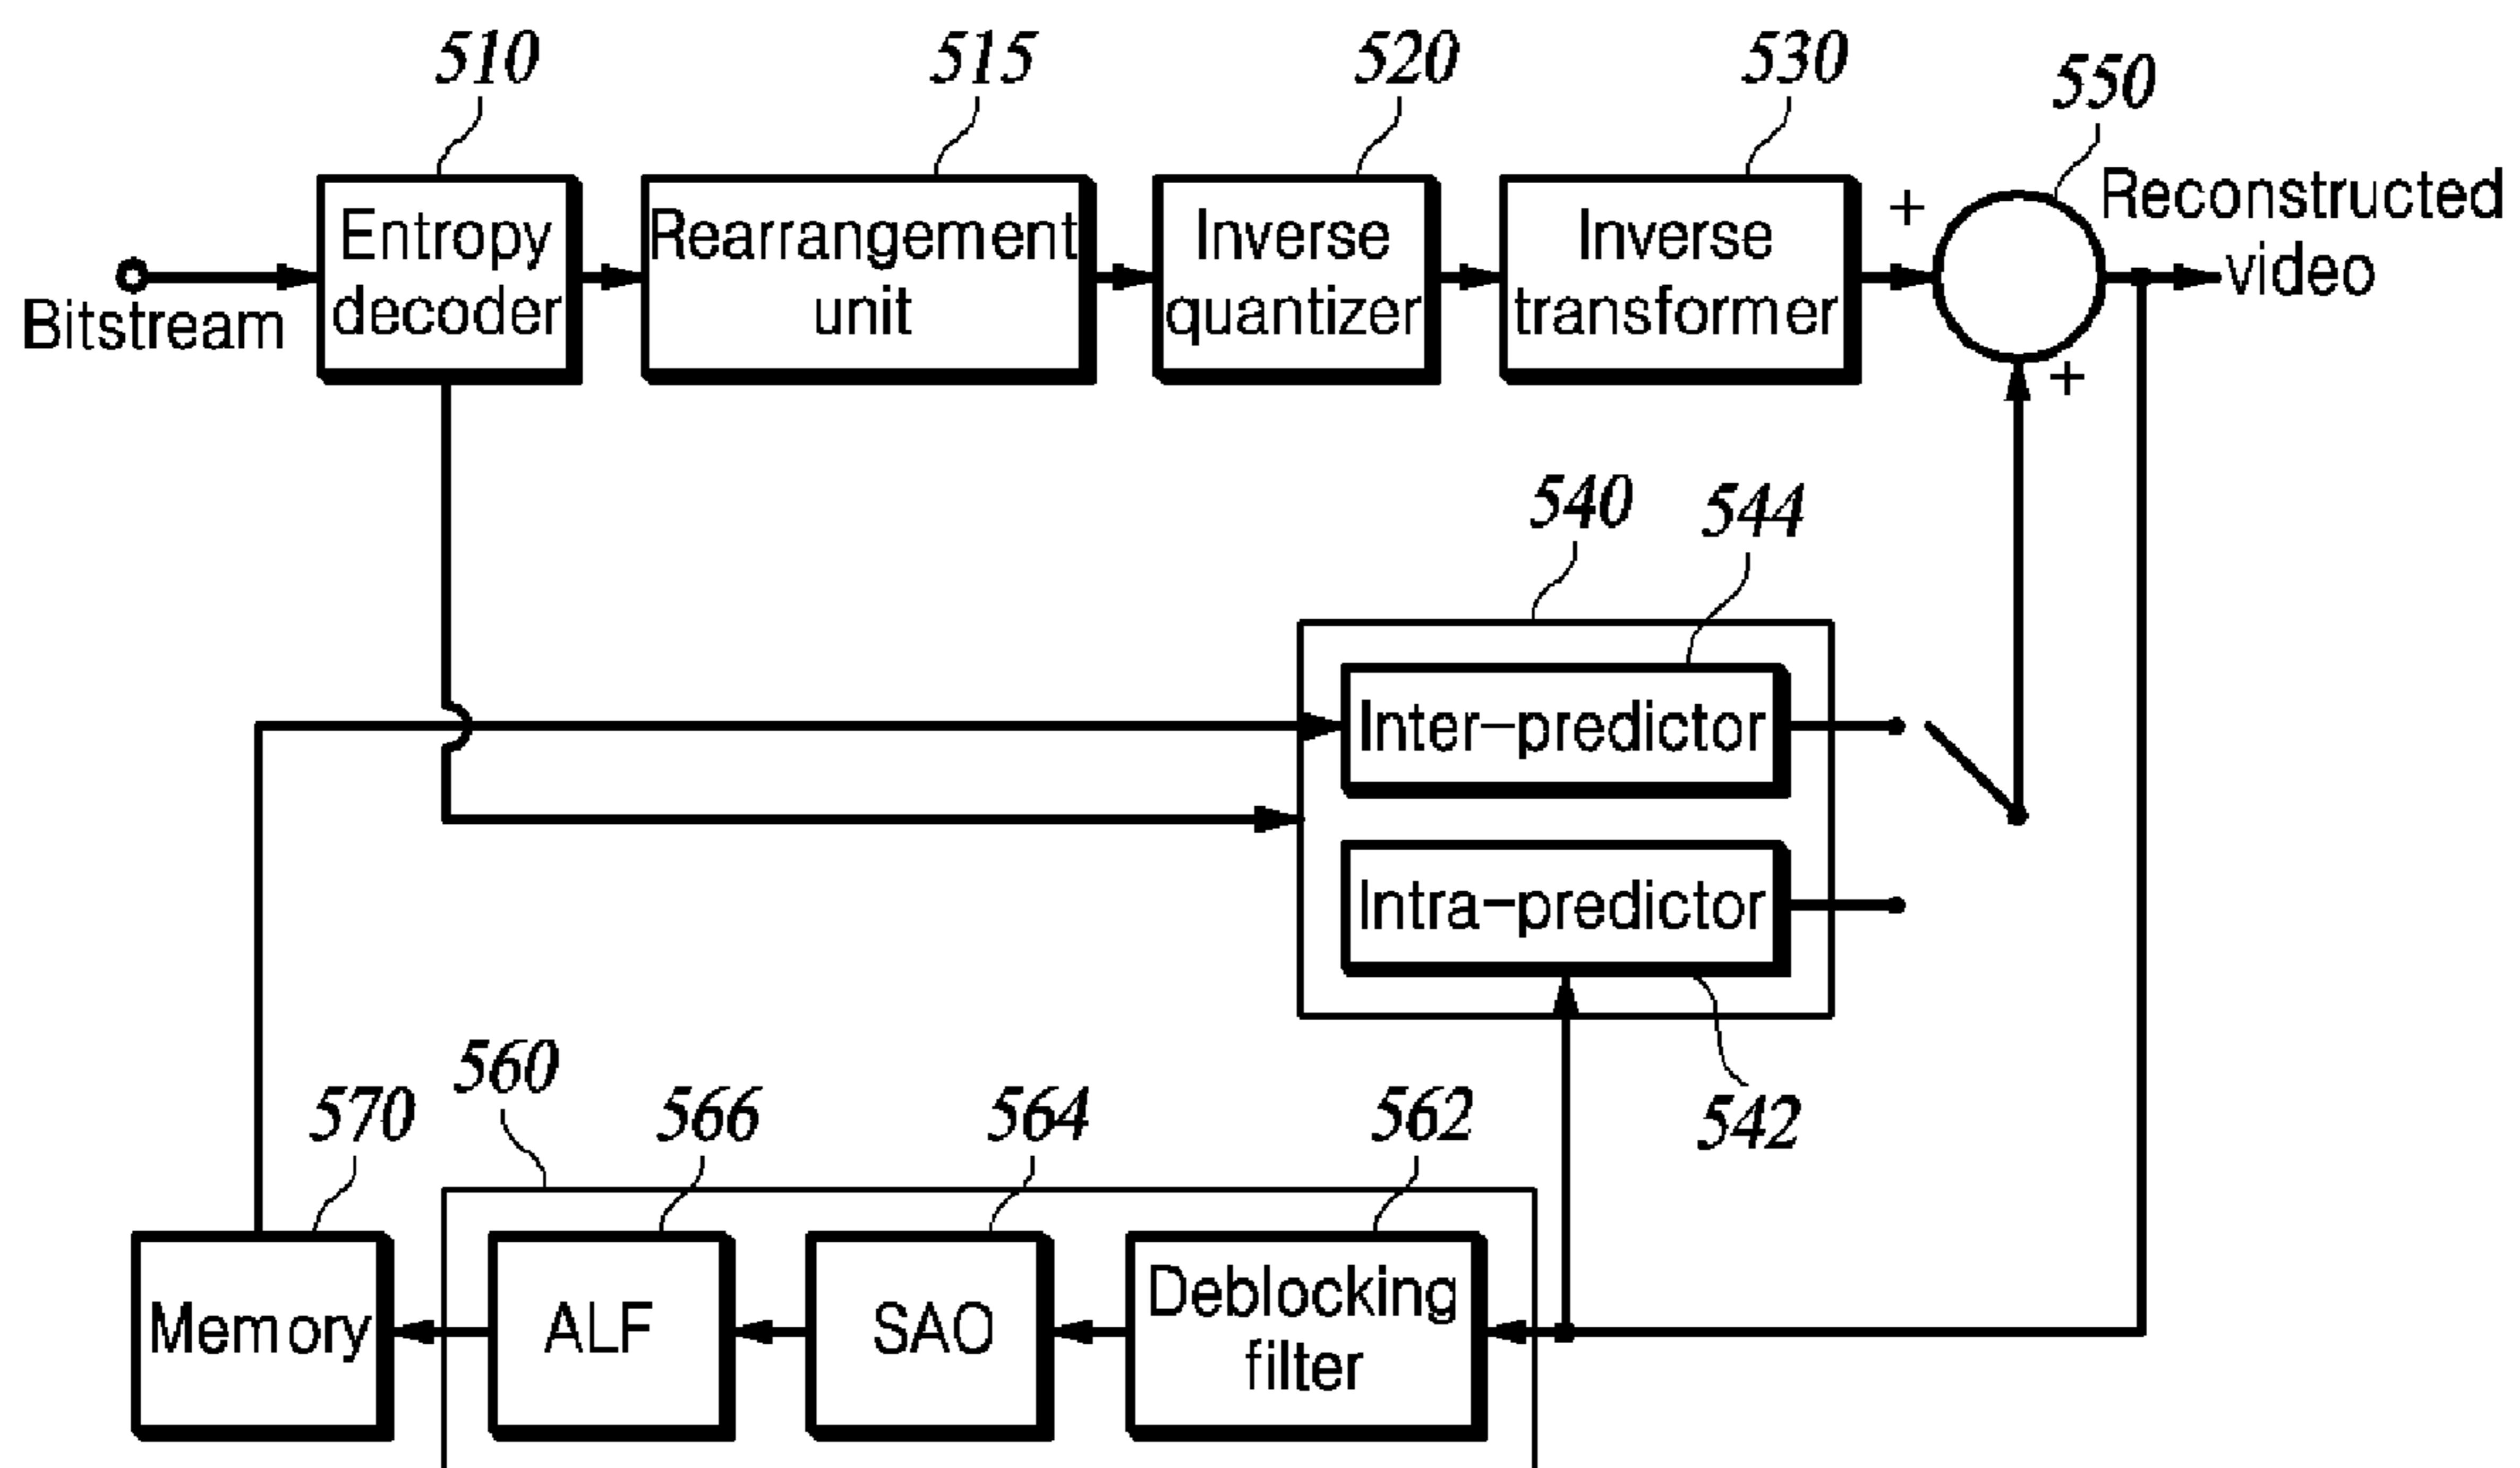 510
515
520
530
550
Entropy
decoder
Rearrangement
unit
Inverse
quantizer
Inverse
transformer
+
+
Reconstructed
video
Bitstream
540
544
Inter-predictor
Intra-predictor
542
560
570
566
564
562
Memory
ALF
SAO
Deblocking
filter